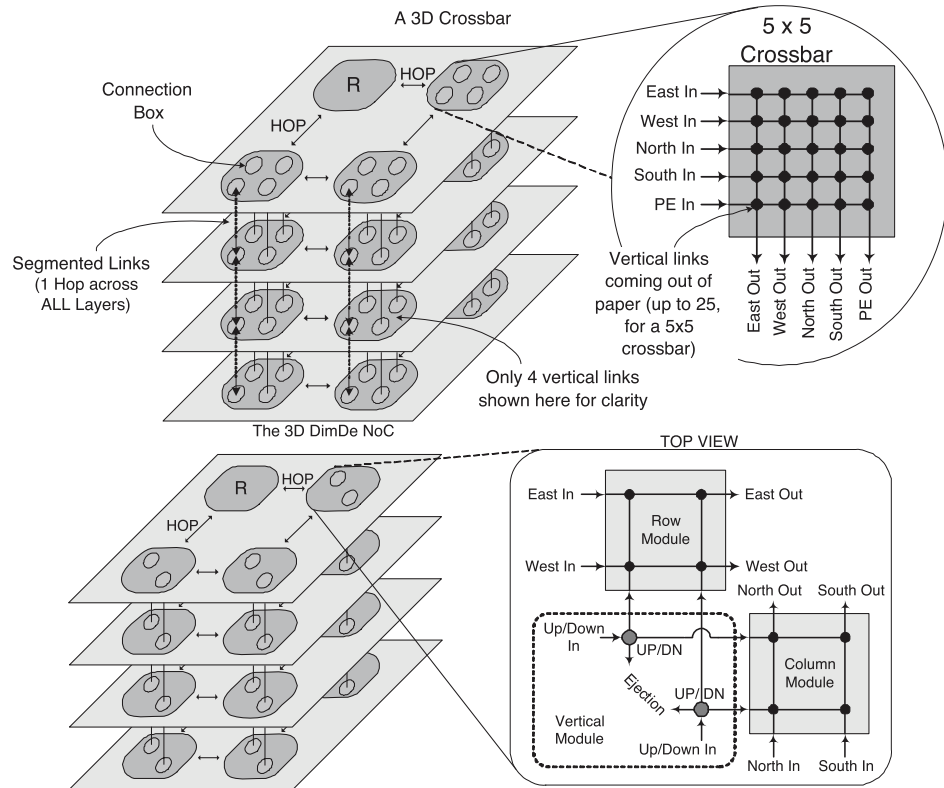 A 3D Crossbar
Connection
Box
R
HOP
HOP
Segmented Links
(1 Hop across
ALL Layers)
Only 4 vertical links
shown here for clarity
5 x 5
Crossbar
East In
West In
North In
South In
PE In
Vertical links
coming out of
paper (up to 25,
for a 5x5
crossbar)
East Out
West Out
North Out
South Out
PE Out
The 3D DimDe NoC
R
HOP
HOP
TOP VIEW
East In
East Out
Row
Module
West In
West Out
North Out
South Out
Up/Down
In
UP/DN
Column
Module
Ejection
UP/DN
Vertical
Module
Up/Down In
North In
South In